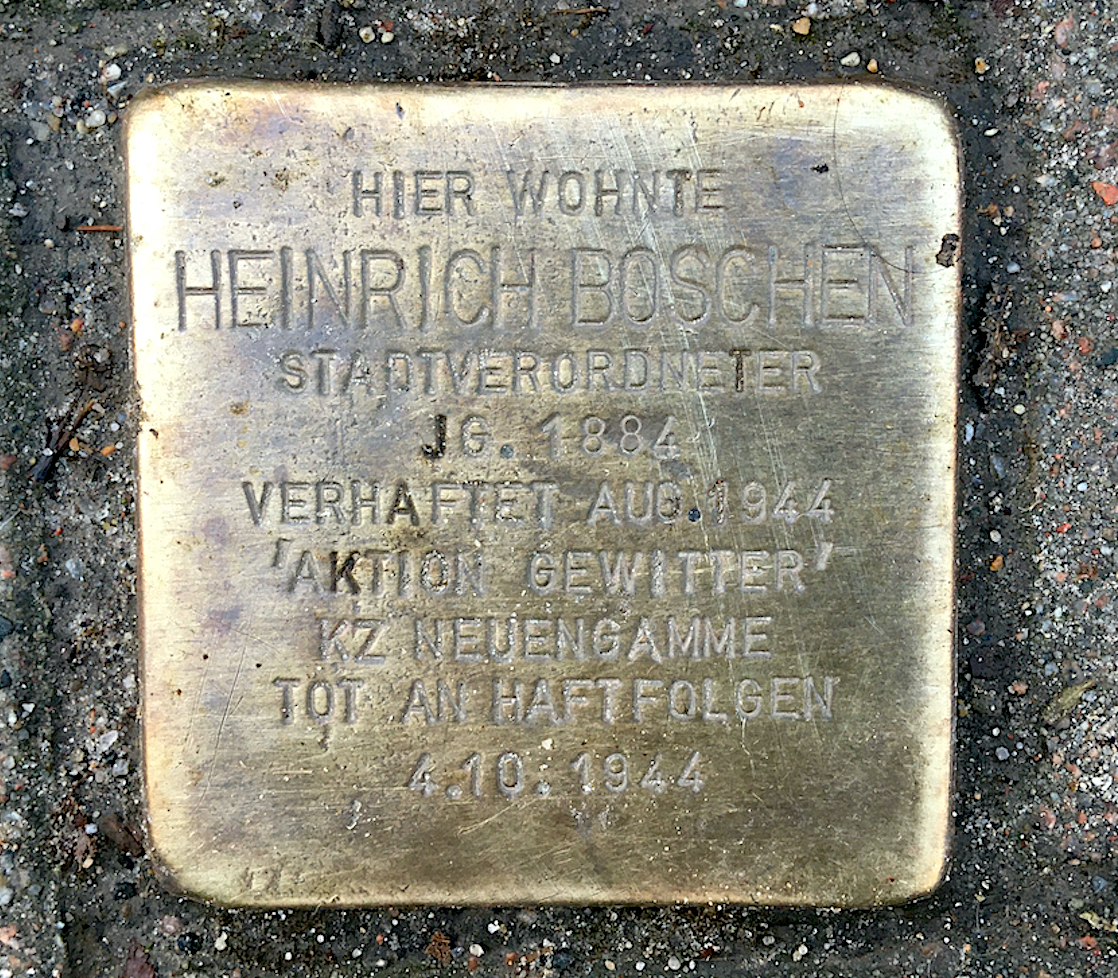 HIER WOHNTE
HEINRICH BOSCHEN
STADTVERORDNETER
JG. 1884
VERHAFTET AUG. 1944
'AKTION GEWITTER'
KZ NEUENGAMME
TOT AN HAFTFOLGEN
4.10.1944